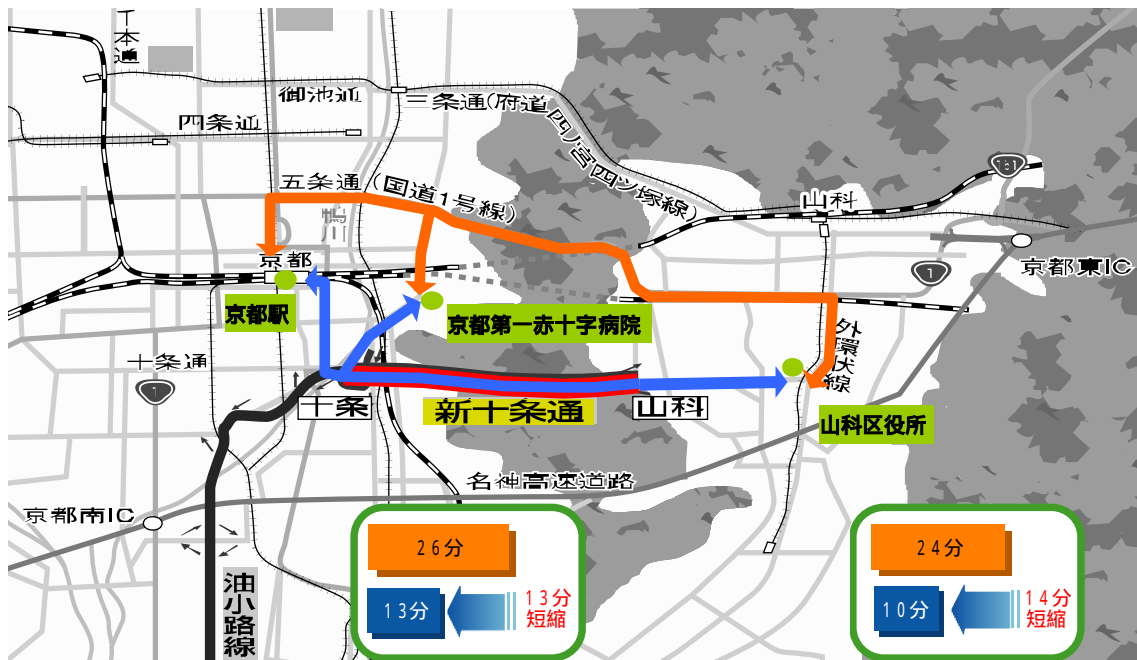 千本通
御池通
三条通(府道四ノ宮四ツ塚線)
四条通
161
五条通(国道1号線)
山科
鴨川
京都
1
京都東IC
京都駅
京都第一赤十字病院
外環状線
十条通
1
十条
新十条通
山科
山科区役所
名神高速道路
京都南IC
油小路線
26分
13分
13分
短縮
24分
10分
14分
短縮